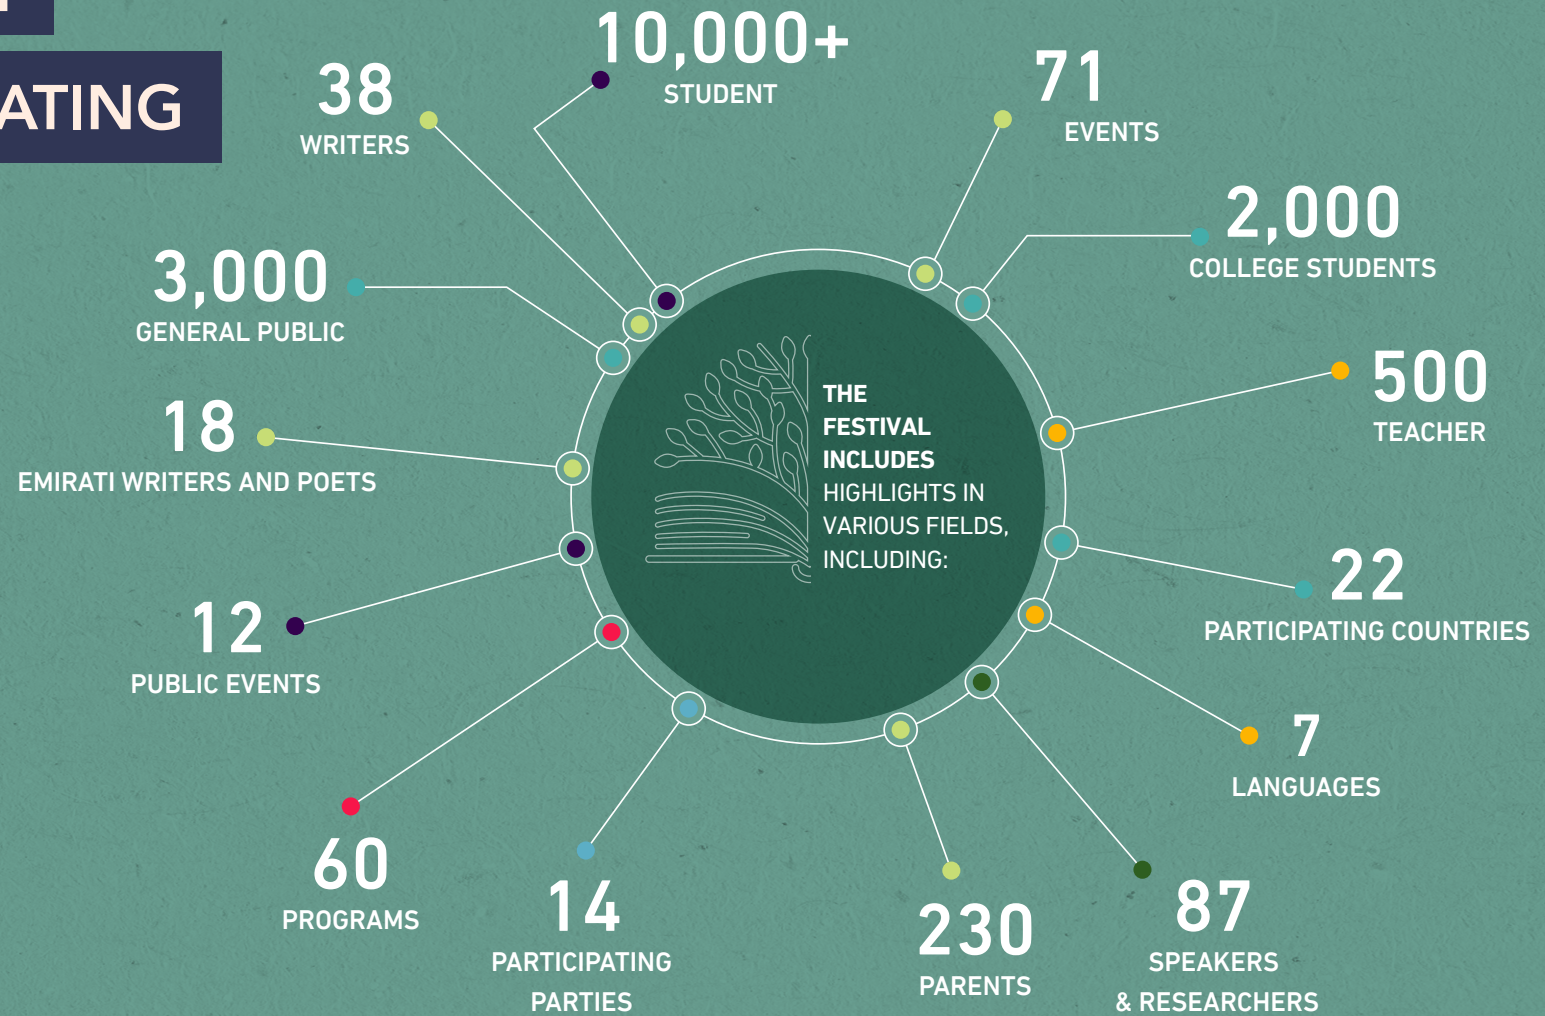 ATING
38
WRITERS
10,000+
STUDENT
71
EVENTS
2,000
COLLEGE STUDENTS
3,000
GENERAL PUBLIC
500
TEACHER
18
EMIRATI WRITERS AND POETS
THE
FESTIVAL
INCLUDES
HIGHLIGHTS IN
VARIOUS FIELDS,
INCLUDING:
22
PARTICIPATING COUNTRIES
12
PUBLIC EVENTS
7
LANGUAGES
60
PROGRAMS
14
PARTICIPATING
PARTIES
230
PARENTS
87
SPEAKERS
& RESEARCHERS